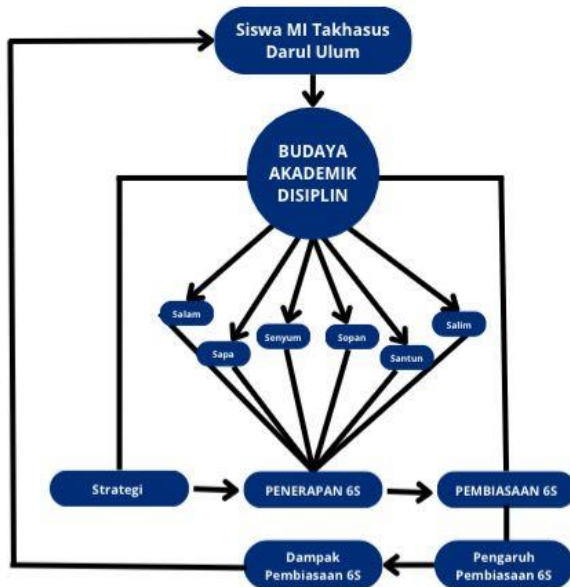 Siswa MI Takhasus
Darul Ulum
BUDAYA
AKADEMIK
DISIPLIN
Salam
Sapa
Senyum
Sopan
Santun
Salim
Strategi
PENERAPAN 6S
PEMBIASAAN 6S
Dampak
Pembiasaan 6S
Pengaruh
Pembiasaan 6S